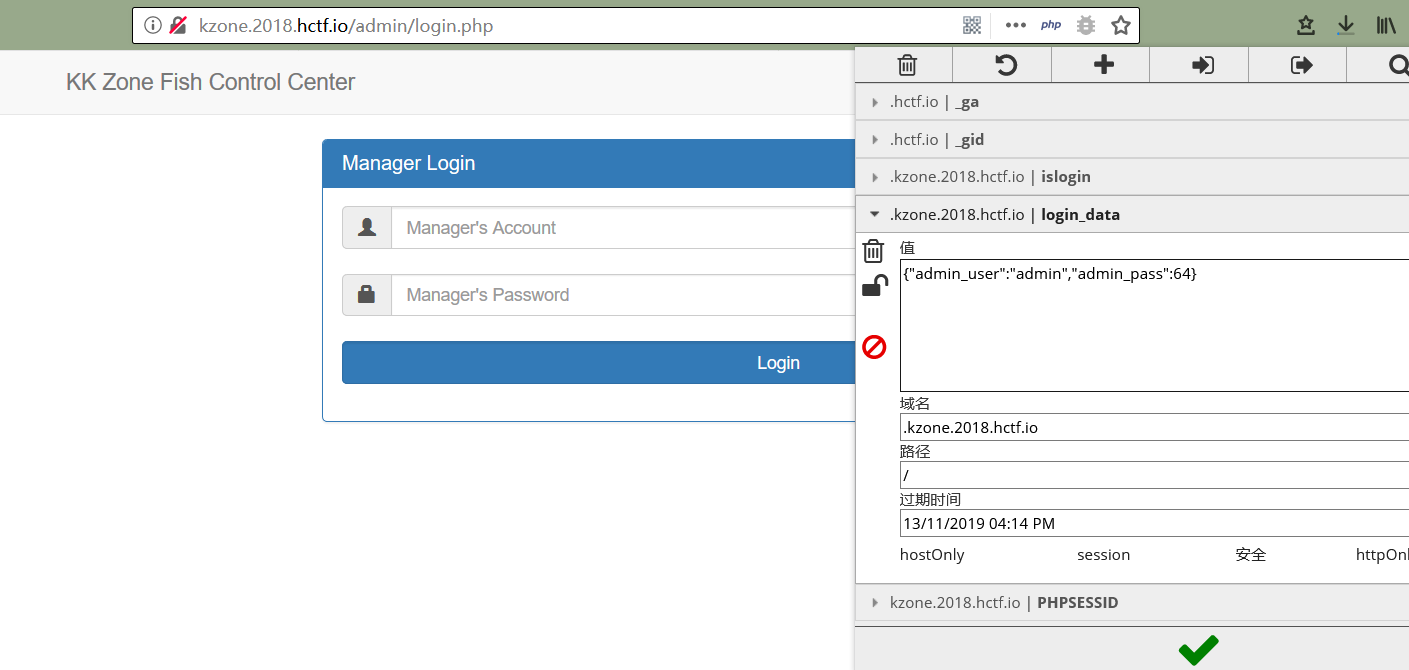 kzone.2018.hctf.io/admin/login.php
php
KK Zone Fish Control Center
Manager Login
Manager's Account
Manager's Password
Login
.hctf.io | _ga
.hctf.io | _gid
.kzone.2018.hctf.io | islogin
.kzone.2018.hctf.io | login_data
值
{"admin_user":"admin","admin_pass":64}
域名
.kzone.2018.hctf.io
路径
/
过期时间
13/11/2019 04:14 PM
hostOnly session 安全 httpOnl
kzone.2018.hctf.io | PHPSESSID